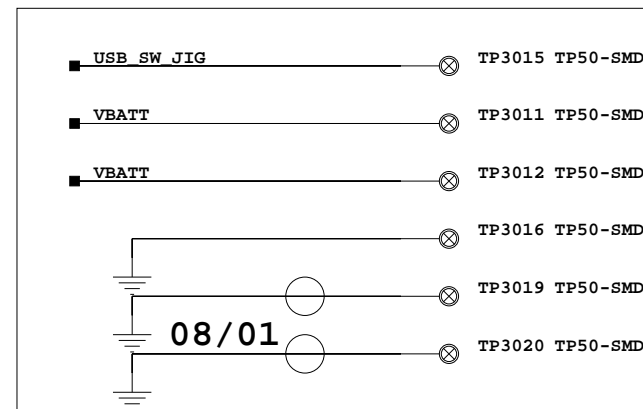 USB_SW_JIG TP3015 TP50-SMD
VBATT TP3011 TP50-SMD
VBATT TP3012 TP50-SMD
TP3016 TP50-SMD
TP3019 TP50-SMD
08/01
TP3020 TP50-SMD